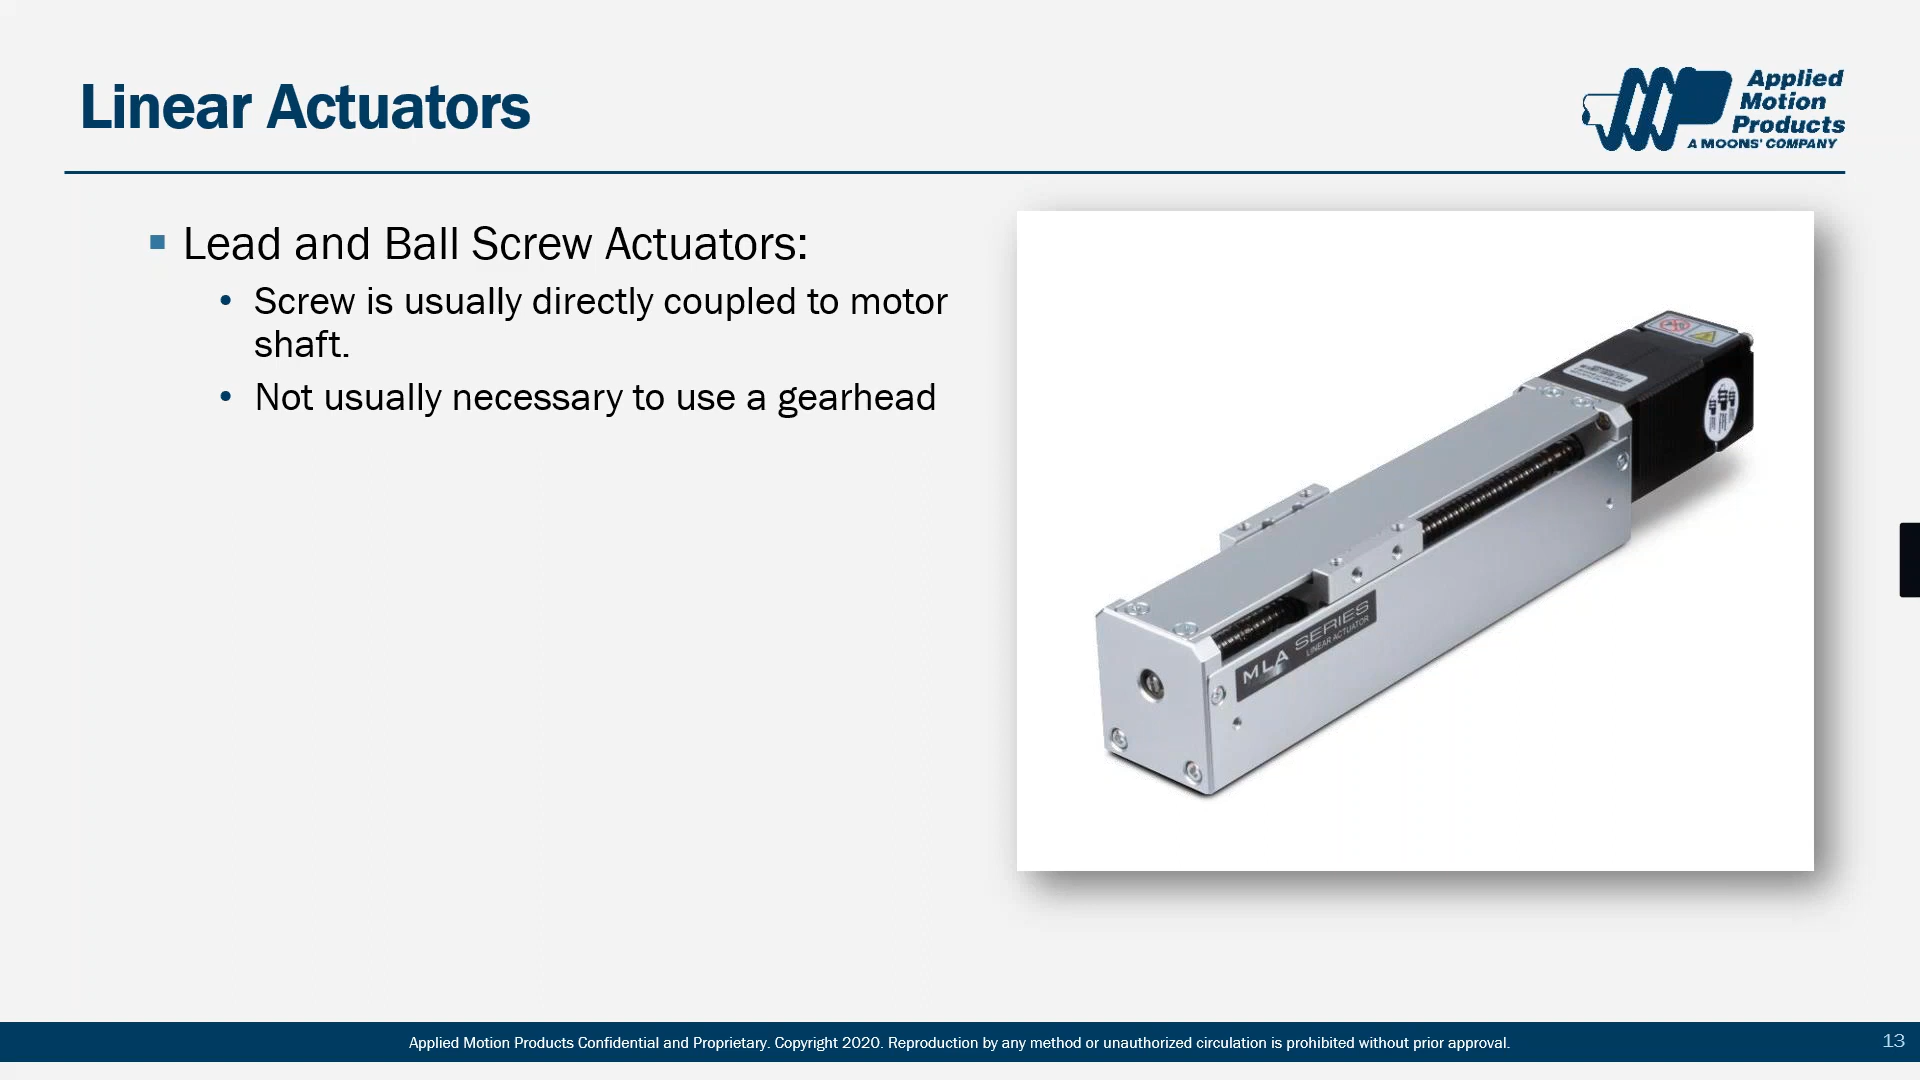 Linear Actuators
Applied
Motion
Products
A MOONS' COMPANY
Lead and Ball Screw Actuators:
Screw is usually directly coupled to motor
shaft.
Not usually necessary to use a gearhead
MLA SERIES
LINEAR ACTUATOR
Applied Motion Products Confidential and Proprietary. Copyright 2020. Reproduction by any method or unauthorized circulation is prohibited without prior approval.
13